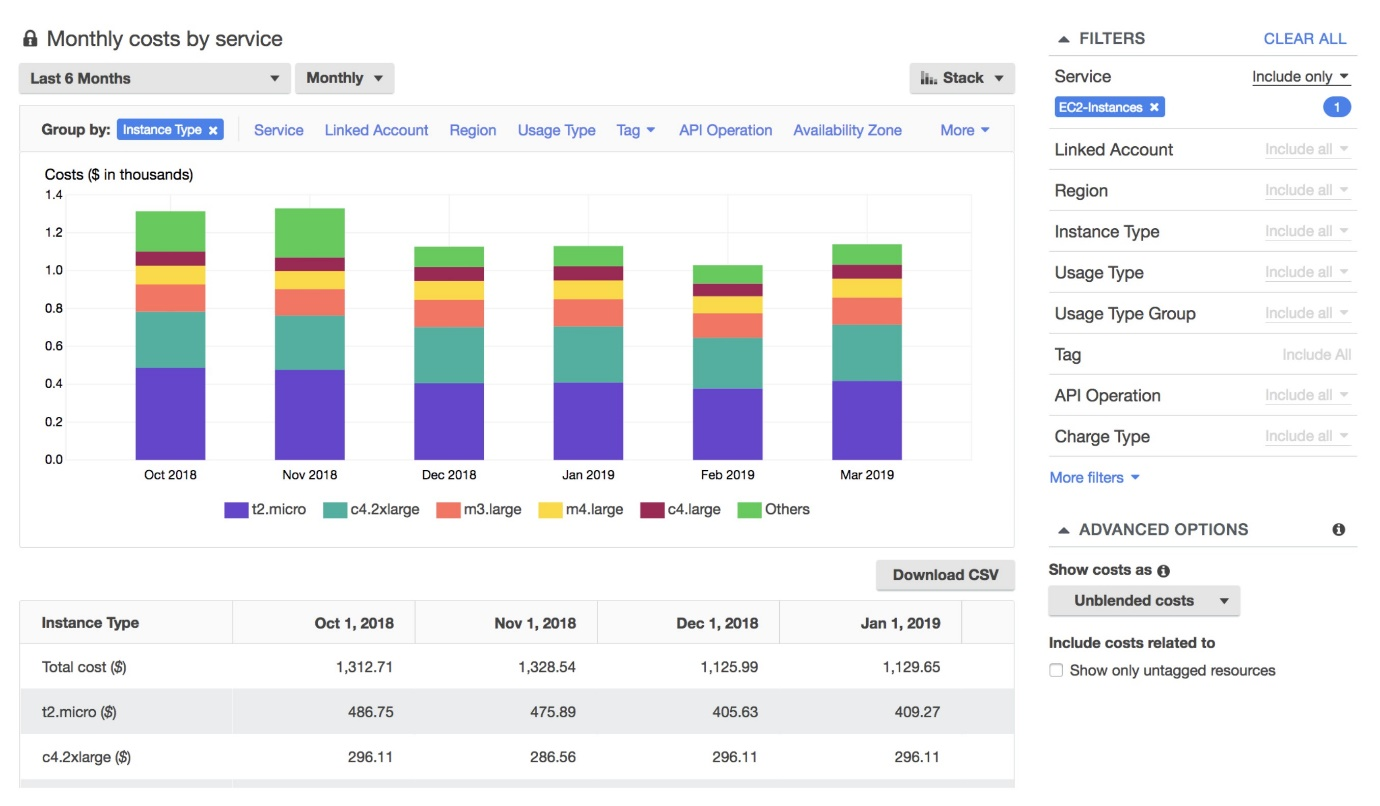 Monthly costs by service
Last 6 Months Monthly Stack
Group by: Instance Type × Service Linked Account Region Usage Type Tag API Operation Availability Zone More
Costs ($ in thousands)
1.4
1.2
1.0
0.8
0.6
0.4
0.2
0.0
Oct 2018 Nov 2018 Dec 2018 Jan 2019 Feb 2019 Mar 2019
t2.micro c4.2xlarge m3.large m4.large c4.large Others
Download CSV
Instance Type Oct 1, 2018 Nov 1, 2018 Dec 1, 2018 Jan 1, 2019
Total cost ($) 1,312.71 1,328.54 1,125.99 1,129.65
t2.micro ($) 486.75 475.89 405.63 409.27
c4.2xlarge ($) 296.11 286.56 296.11 296.11
FILTERS CLEAR ALL
Service Include only
EC2-Instances × 1
Linked Account Include all
Region Include all
Instance Type Include all
Usage Type Include all
Usage Type Group Include all
Tag Include All
API Operation Include all
Charge Type Include all
More filters
ADVANCED OPTIONS
Show costs as
Unblended costs
Include costs related to
Show only untagged resources